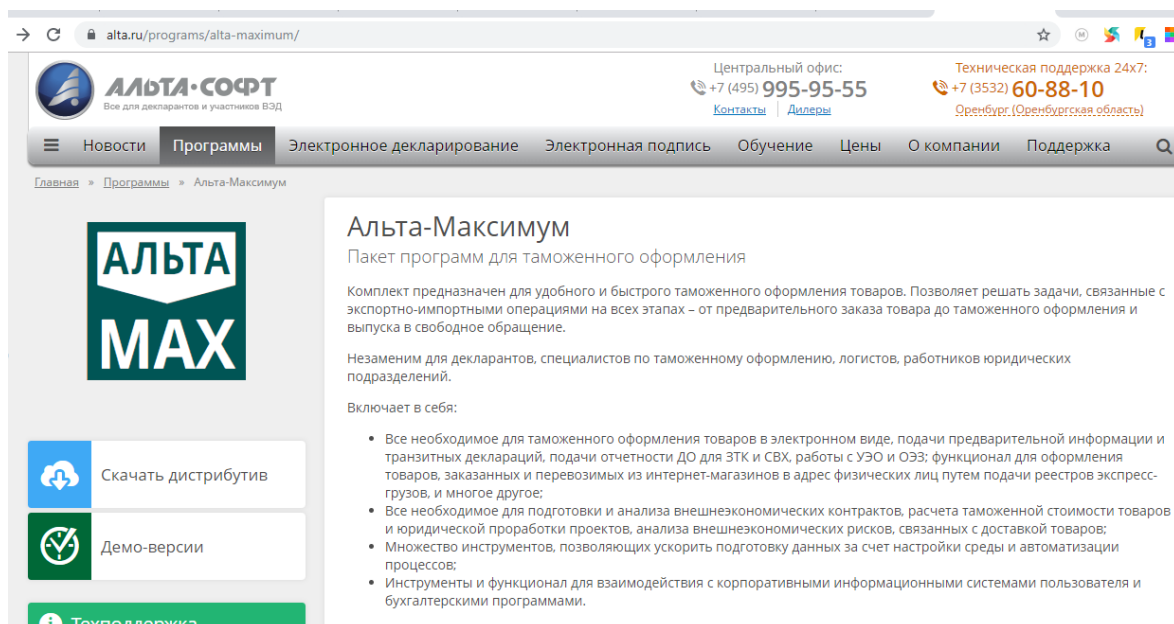 alta.ru/programs/alta-maximum/
АЛЬТА·СОФТ
Все для декларантов и участников ВЭД
Центральный офис:
+7 (495) 995-95-55
Контакты Дилеры
Техническая поддержка 24x7:
+7 (3532) 60-88-10
Оренбург (Оренбургская область)
Новости Программы Электронное декларирование Электронная подпись Обучение Цены О компании Поддержка
Главная » Программы » Альта-Максимум
АЛЬТА
MAX
Скачать дистрибутив
Демо-версии
Техподдержка
Альта-Максимум
Пакет программ для таможенного оформления
Комплект предназначен для удобного и быстрого таможенного оформления товаров. Позволяет решать задачи, связанные с
экспортно-импортными операциями на всех этапах – от предварительного заказа товара до таможенного оформления и
выпуска в свободное обращение.
Незаменим для декларантов, специалистов по таможенному оформлению, логистов, работников юридических
подразделений.
Включает в себя:
• Все необходимое для таможенного оформления товаров в электронном виде, подачи предварительной информации и
транзитных деклараций, подачи отчетности ДО для ЗТК и СВХ, работы с УЭО и ОЭЗ; функционал для оформления
товаров, заказанных и перевозимых из интернет-магазинов в адрес физических лиц путем подачи реестров экспресс-
грузов, и многое другое;
• Все необходимое для подготовки и анализа внешнеэкономических контрактов, расчета таможенной стоимости товаров
и юридической проработки проектов, анализа внешнеэкономических рисков, связанных с доставкой товаров;
• Множество инструментов, позволяющих ускорить подготовку данных за счет настройки среды и автоматизации
процессов;
• Инструменты и функционал для взаимодействия с корпоративными информационными системами пользователя и
бухгалтерскими программами.